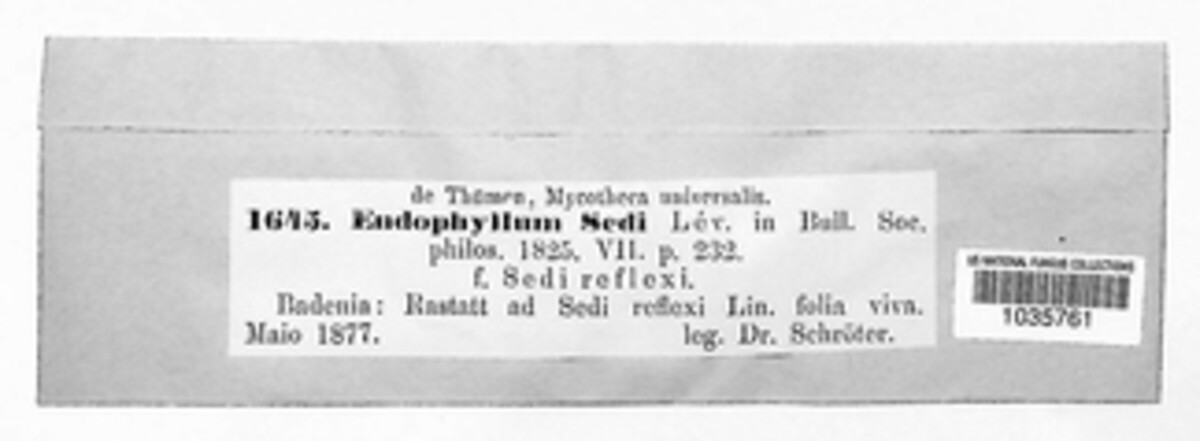 de Thümen, Mycotheca universalis.
1645. Endophyllum Sedi Lév. in Bull. Soc.
philos. 1825, VII. p. 232.
f. Sedi reflexi.
Badenia: Rastatt ad Sedi reflexi Lin. folia viva.
Maio 1877. leg. Dr. Schröter.
US NATIONAL FUNGUS COLLECTIONS
1035761